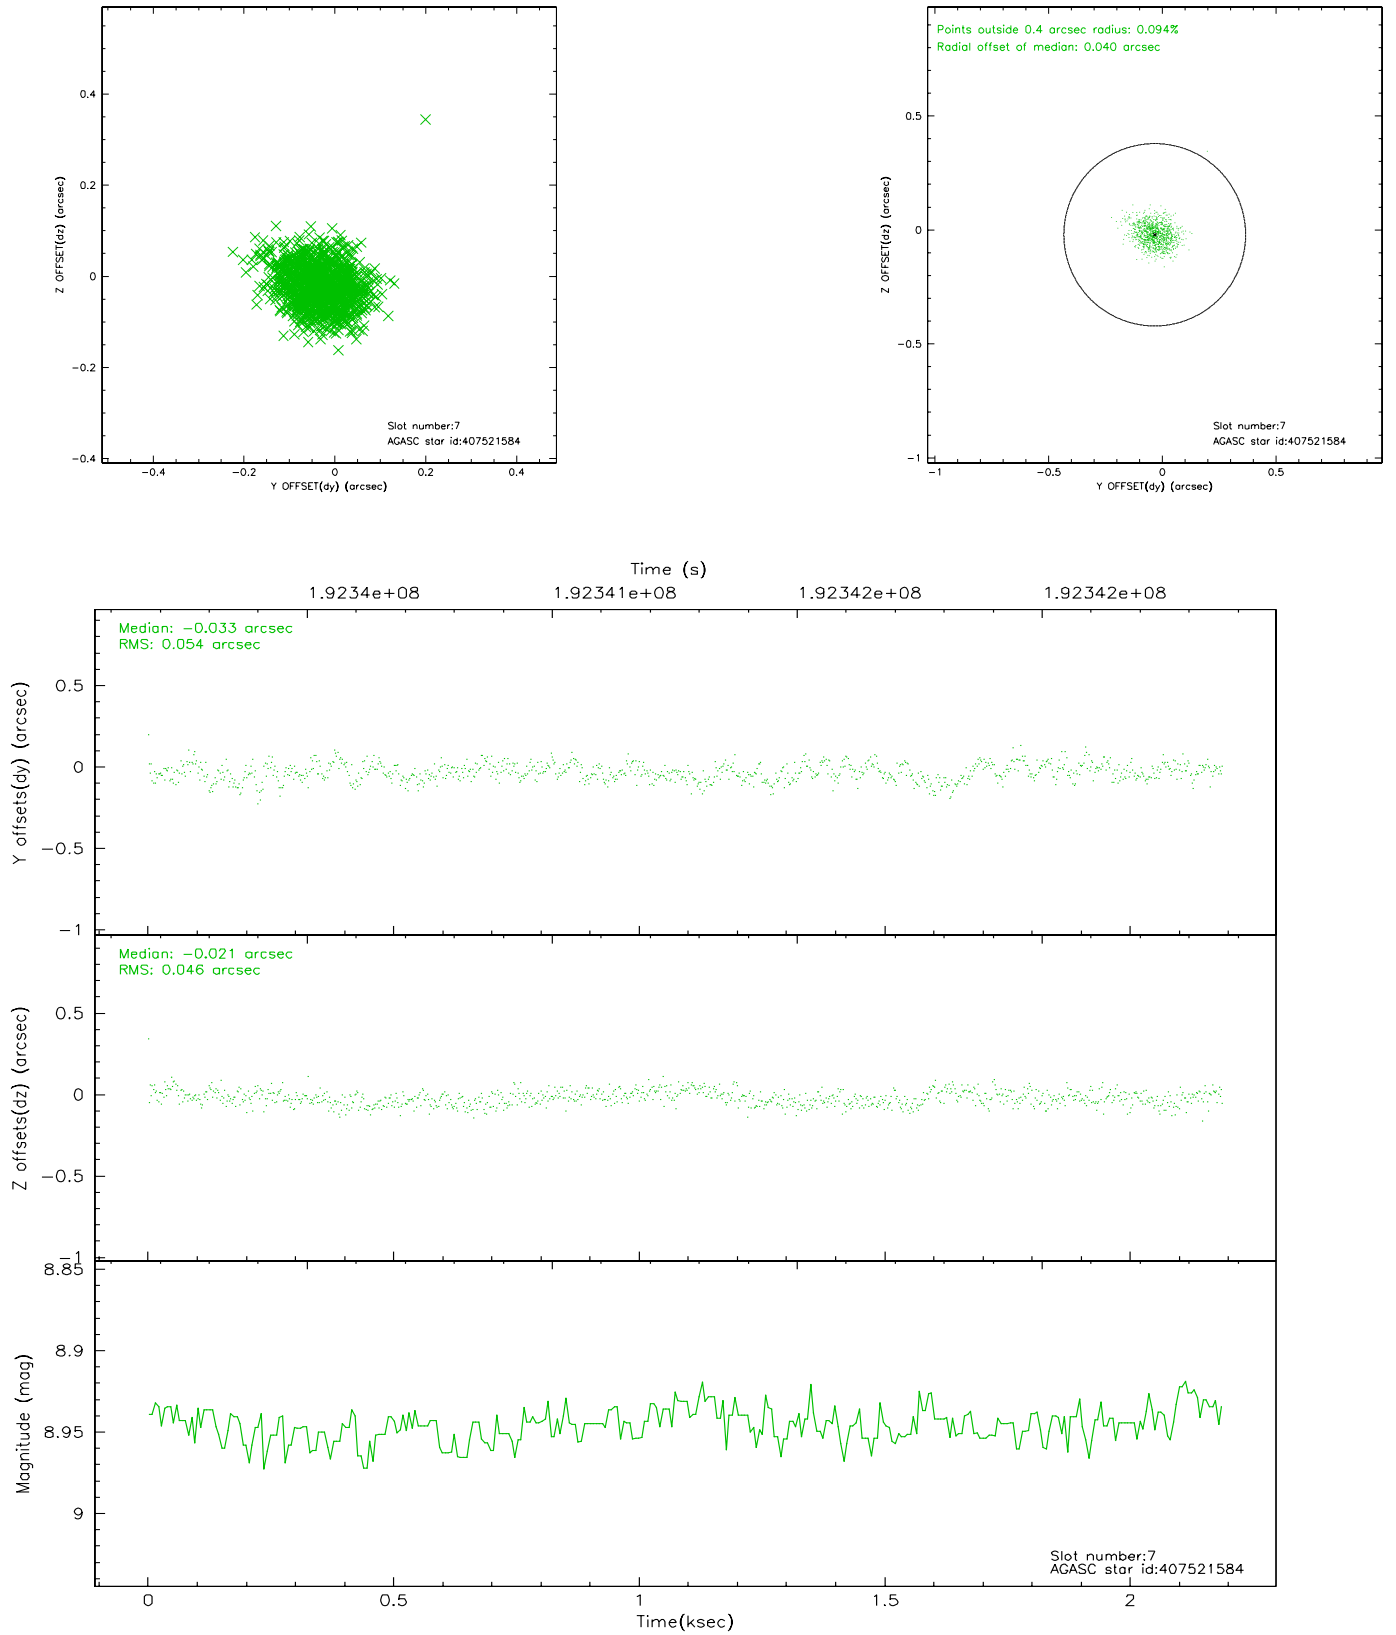 0.4
0.2
0
−0.2
−0.4
Z OFFSET(dz) (arcsec)
Slot number:7
AGASC star id:407521584
−0.4 −0.2 0 0.2 0.4
Y OFFSET(dy) (arcsec)
Points outside 0.4 arcsec radius: 0.094%
Radial offset of median: 0.040 arcsec
0.5
0
−0.5
−1
Z OFFSET(dz) (arcsec)
Slot number:7
AGASC star id:407521584
−1 −0.5 0 0.5
Y OFFSET(dy) (arcsec)
Time (s)
1.9234e+08 1.92341e+08 1.92342e+08 1.92342e+08
Median: −0.033 arcsec
RMS: 0.054 arcsec
0.5
0
−0.5
−1
Y offsets(dy) (arcsec)
Median: −0.021 arcsec
RMS: 0.046 arcsec
0.5
0
−0.5
−1
Z offsets(dz) (arcsec)
8.85
8.9
8.95
9
Magnitude (mag)
Slot number:7
AGASC star id:407521584
0 0.5 1 1.5 2
Time(ksec)